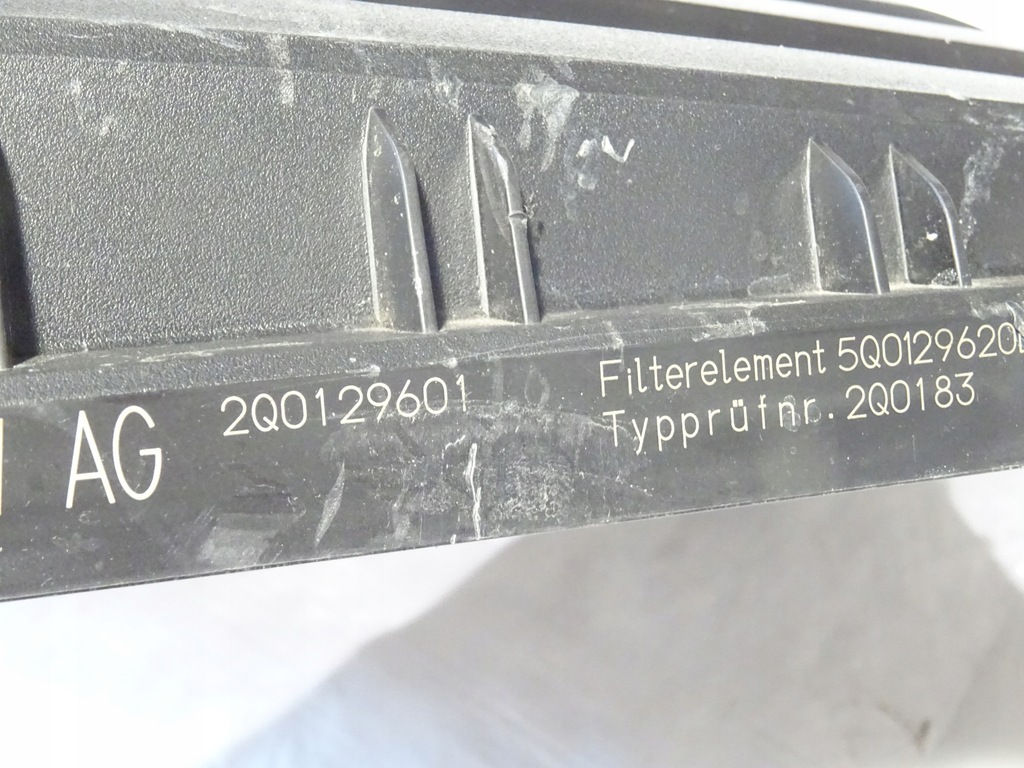 AG 2Q0129601
Filterelement 5Q0129620
Typprüfnr. 2Q0183